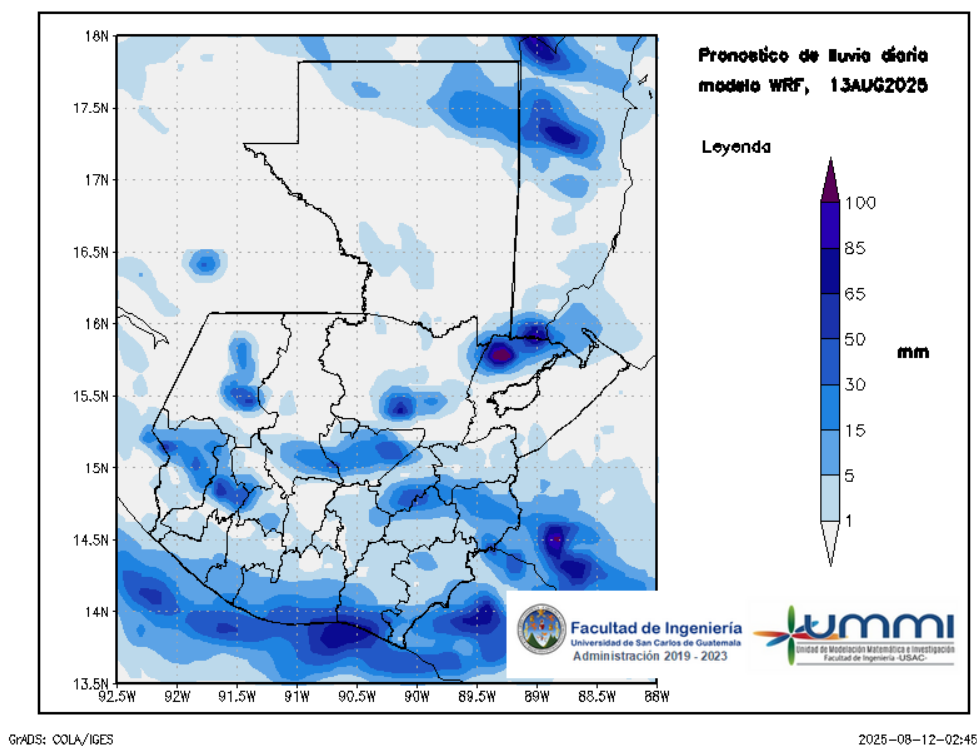 Pronostico de lluvia diaria
modelo WRF, 13AUG2025
Leyenda
100
85
65
50
30
15
5
1
mm
18N
17.5N
17N
16.5N
16N
15.5N
15N
14.5N
14N
13.5N
92.5W
92W
91.5W
91W
90.5W
90W
89.5W
89W
88.5W
88W
Facultad de Ingeniería
Universidad de San Carlos de Guatemala
Administración 2019 - 2023
ummi
Unidad de Modelación Matemática e Investigación
Facultad de Ingeniería -USAC-
GrADS: COLA/IGES
2025-08-12-02:45